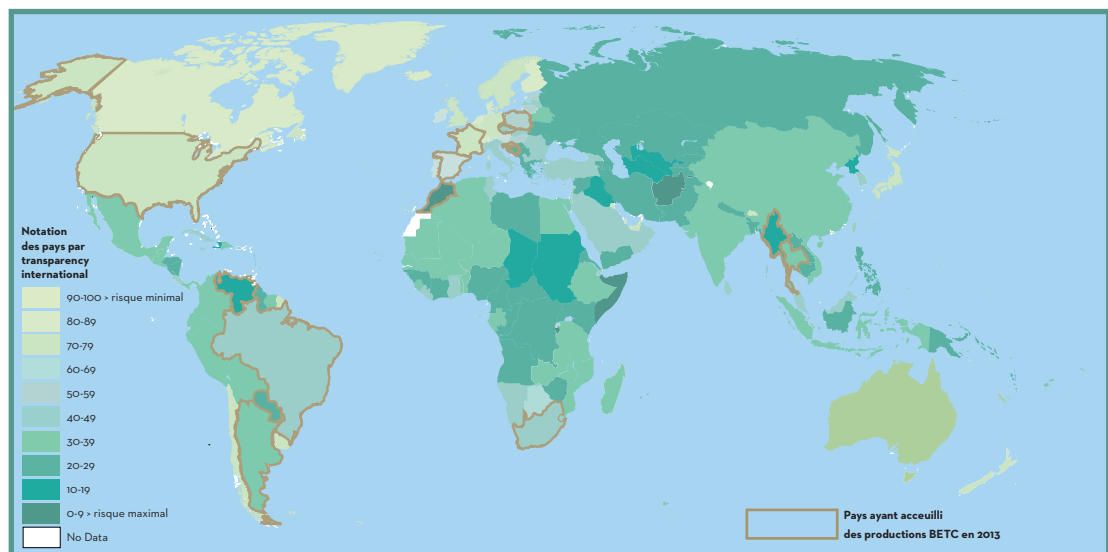 Notation
des pays par
transparency
international
90-100 > risque minimal
80-89
70-79
60-69
50-59
40-49
30-39
20-29
10-19
0-9 > risque maximal
No Data
Pays ayant acceuilli
des productions BETC en 2013